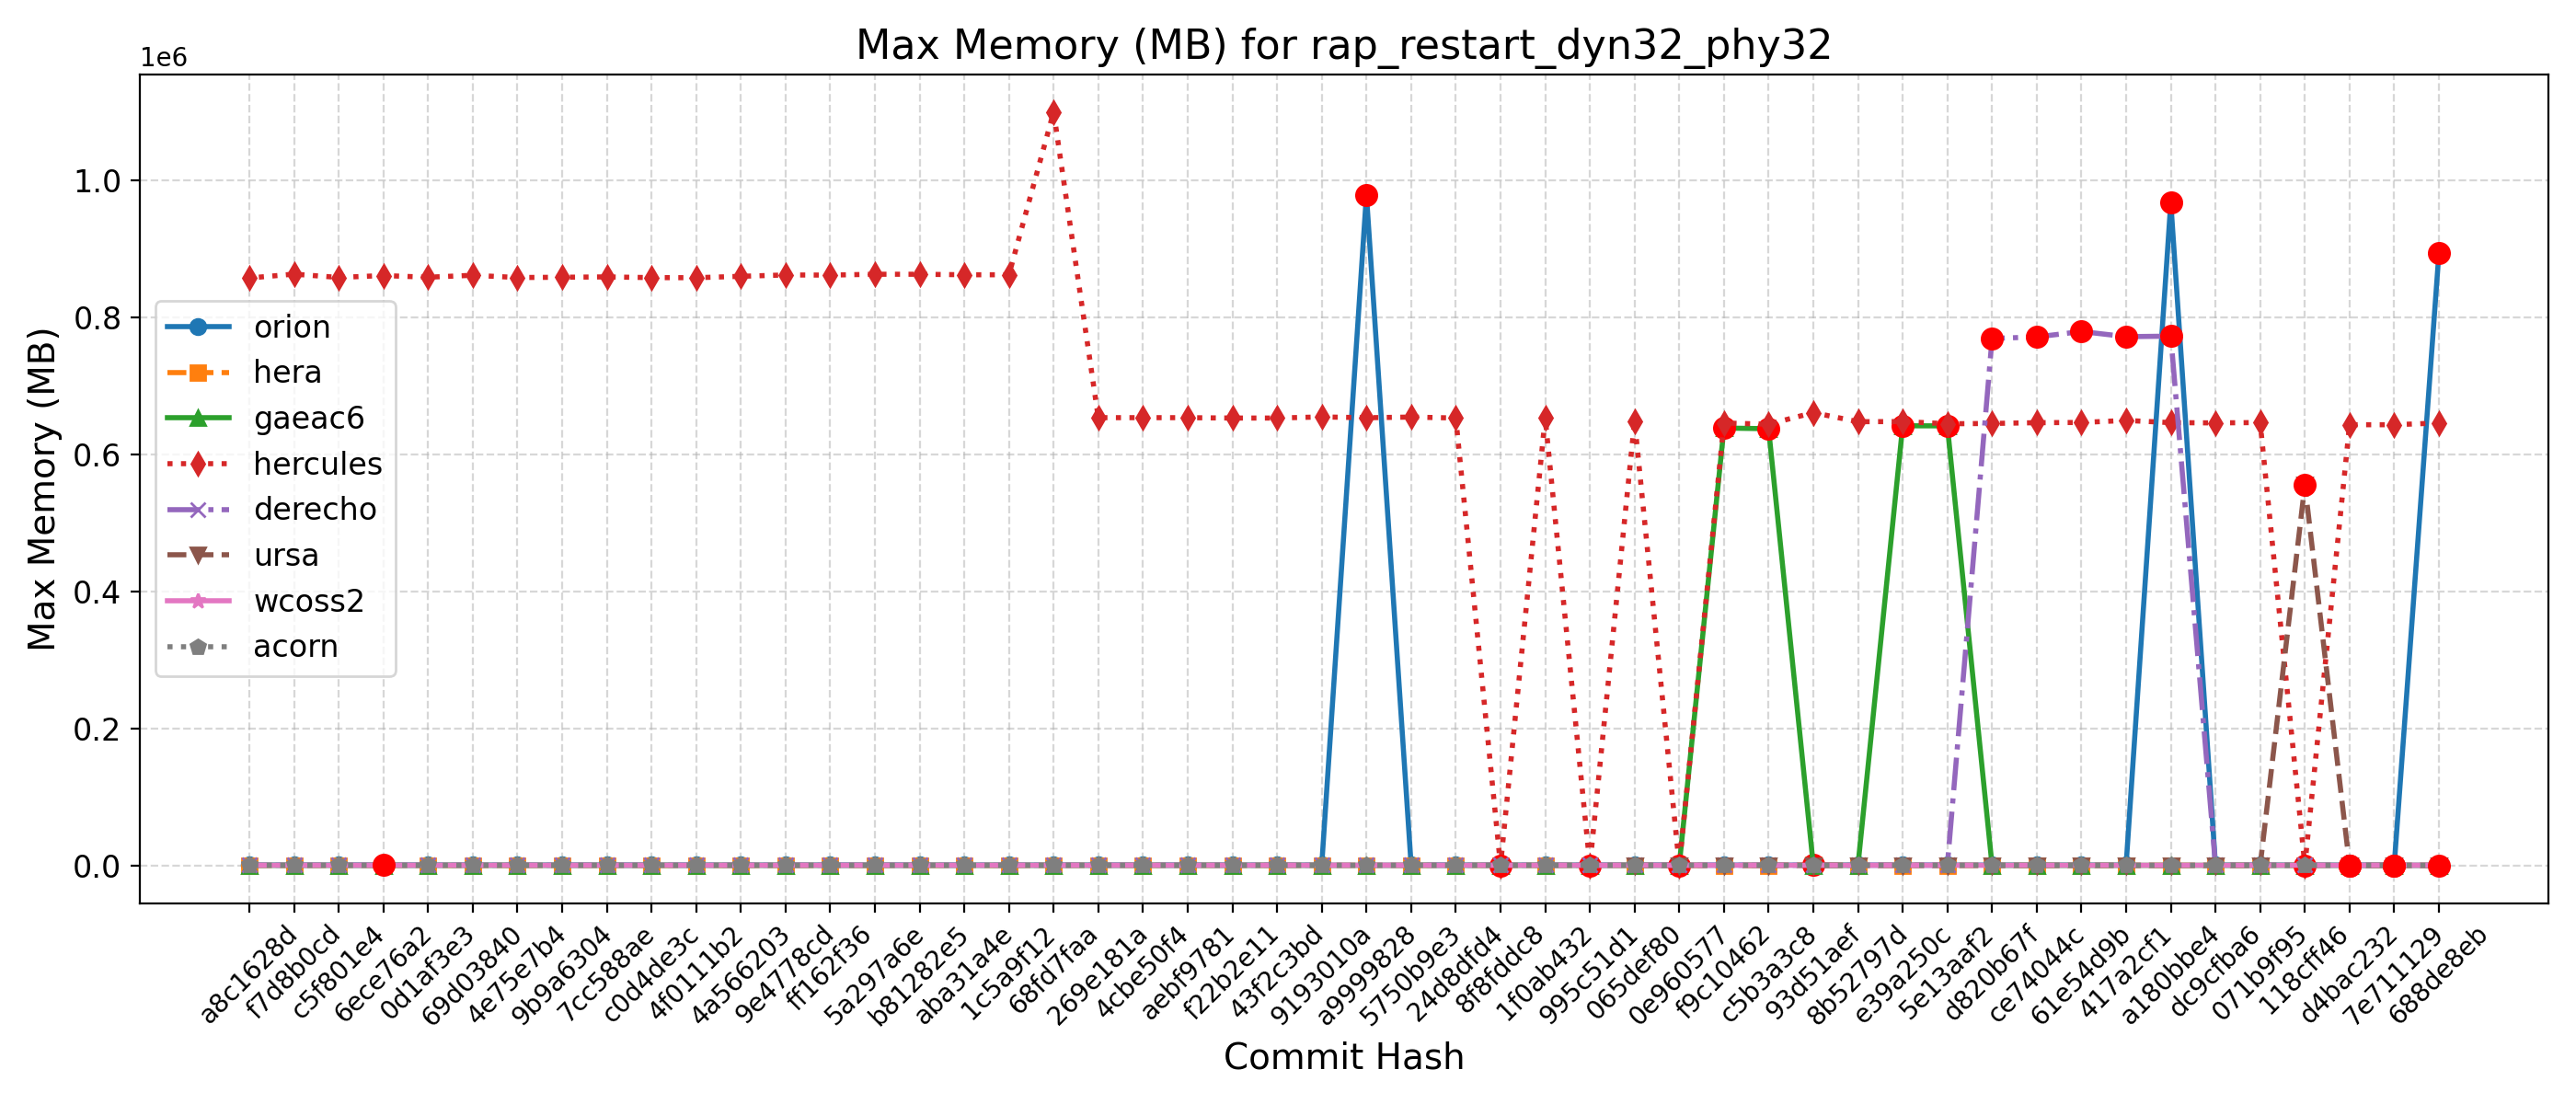 Max Memory (MB) for rap_restart_dyn32_phy32
1e6
1.0
0.8
0.6
0.4
0.2
0.0
Max Memory (MB)
orion
hera
gaeac6
hercules
derecho
ursa
wcoss2
acorn
a8c1628d
f7d8b0cd
c5f801e4
6ece76a2
0d1af3e3
69d03840
4e75e7b4
9b9a6304
7cc588ae
c0d4de3c
4f0111b2
4a566203
9e4778cd
ff162f36
5a297a6e
b81282e5
aba31a4e
1c5a9f12
68fd7faa
269e181a
4cbe50f4
aebf9781
f22b2e11
43f2c3bd
9193010a
a9999828
5750b9e3
24d8dfd4
8f8fddc8
1f0ab432
995c51d1
065def80
0e960577
f9c10462
c5b3a3c8
93d51aef
8b52797d
e39a250c
5e13aaf2
d820b67f
ce74044c
61e54d9b
417a2cf1
a180bbe4
dc9cfba6
071b9f95
118cff46
d4bac232
7e711129
688de8eb
Commit Hash